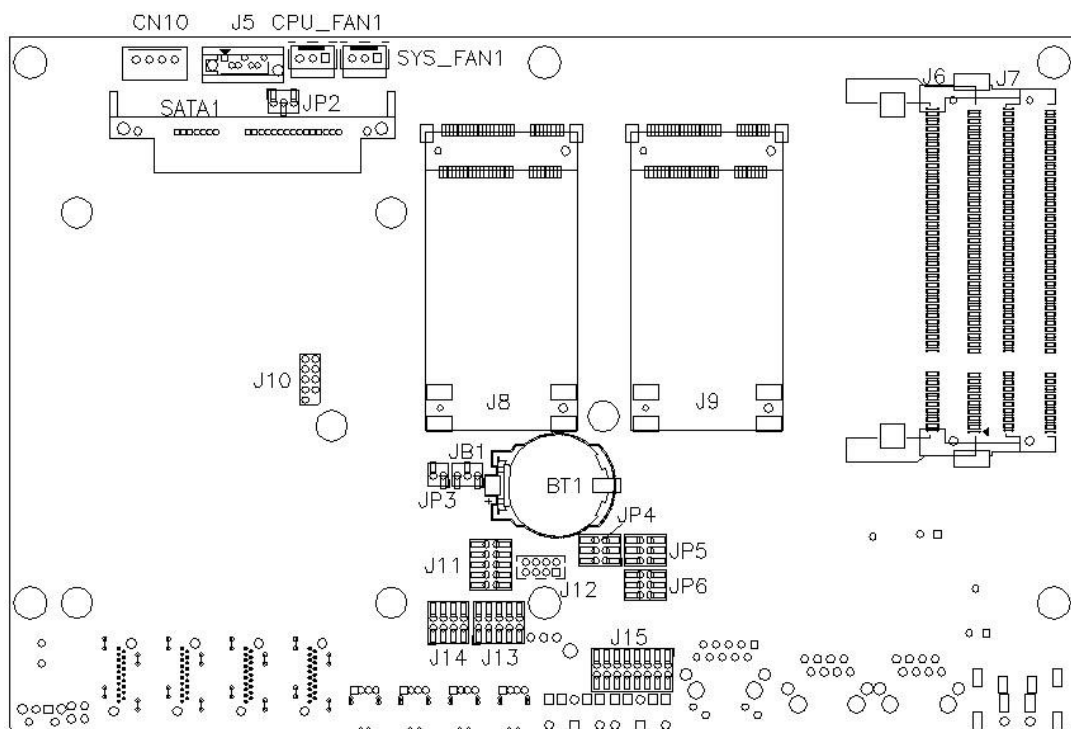 CN10 J5 CPU_FAN1
SYS_FAN1
SATA1 JP2
J6 J7
J10
J8 J9
JB1
JP3 BT1
+
JP4
J11 JP5
J12 JP6
J14 J13 J15